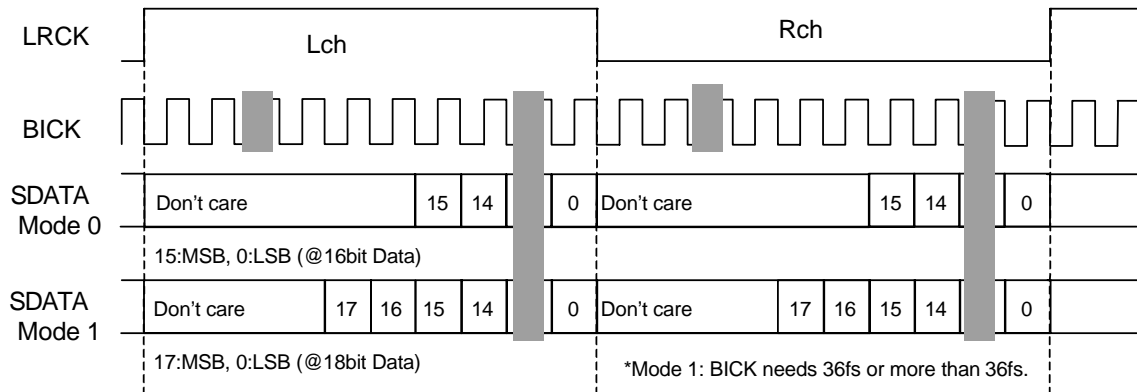 LRCK
Lch
Rch
BICK
SDATA
Mode 0
Don't care
15
14
0
Don't care
15
14
0
15:MSB, 0:LSB (@16bit Data)
SDATA
Mode 1
Don't care
17
16
15
14
0
Don't care
17
16
15
14
0
17:MSB, 0:LSB (@18bit Data)
*Mode 1: BICK needs 36fs or more than 36fs.